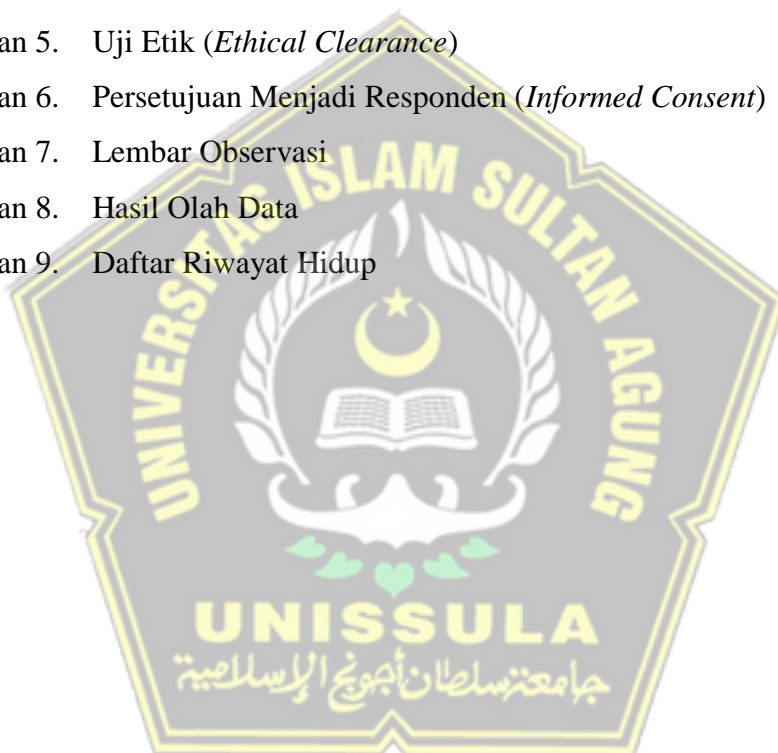 an 5. Uji Etik (Ethical Clearance)
an 6. Persetujuan Menjadi Responden (Informed Consent)
an 7. Lembar Observasi
an 8. Hasil Olah Data
an 9. Daftar Riwayat Hidup
UNIVERSITAS ISLAM SULTAN AGUNG
UNISSULA
جامعة سلطان أجونج الإسلامية